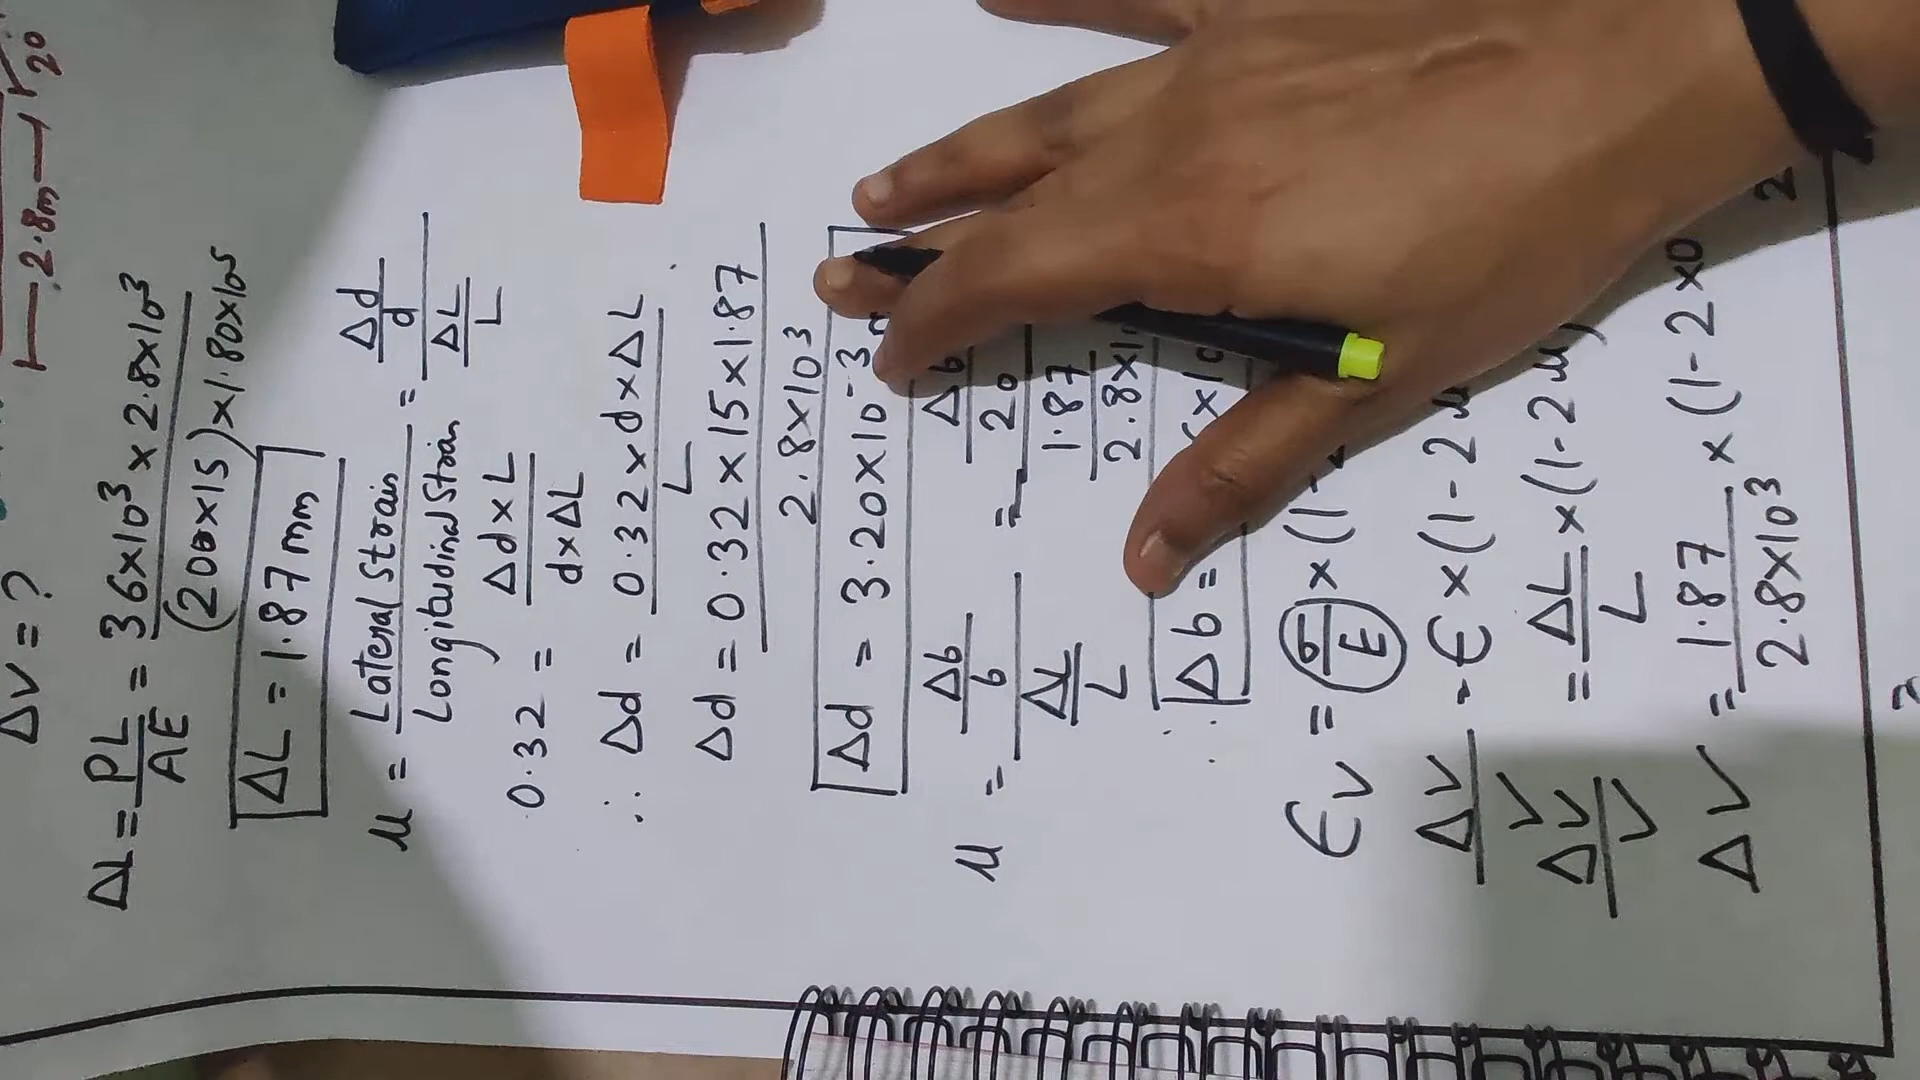 ⊢ 2.8m ⊣ 20
ΔV = ?
ΔL = PL/AE = 36×10³ × 2.8×10³ / (200×15) × 1.80×10⁵
ΔL = 1.87 mm
μ = Lateral Strain / Longitudinal Strain = Δd/d / ΔL/L
0.32 = Δd × L / d × ΔL
∴ Δd = 0.32 × d × ΔL / L
Δd = 0.32 × 15 × 1.87 / 2.8×10³
Δd = 3.20×10⁻³
μ = Δb/b / ΔL/L = Δb/20 / 1.87/2.8×1
∴ Δb =
εv = σ/E × (1-
Δv/V = ε × (1-2μ
Δv/V = ΔL/L × (1-2μ)
ΔV = 1.87/2.8×10³ × (1-2×0